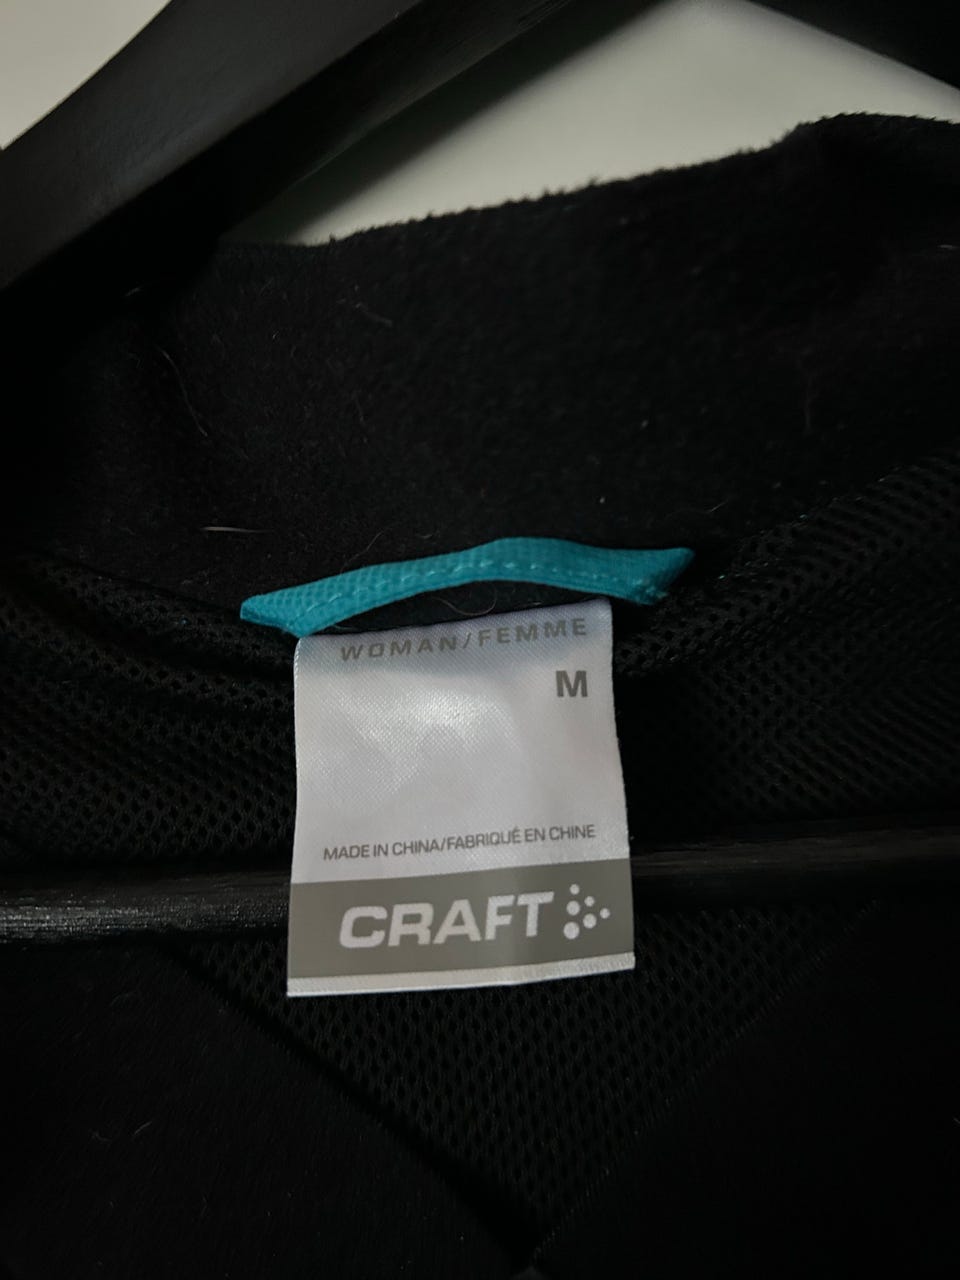 WOMAN/FEMME
M
MADE IN CHINA/FABRIQUÉ EN CHINE
CRAFT